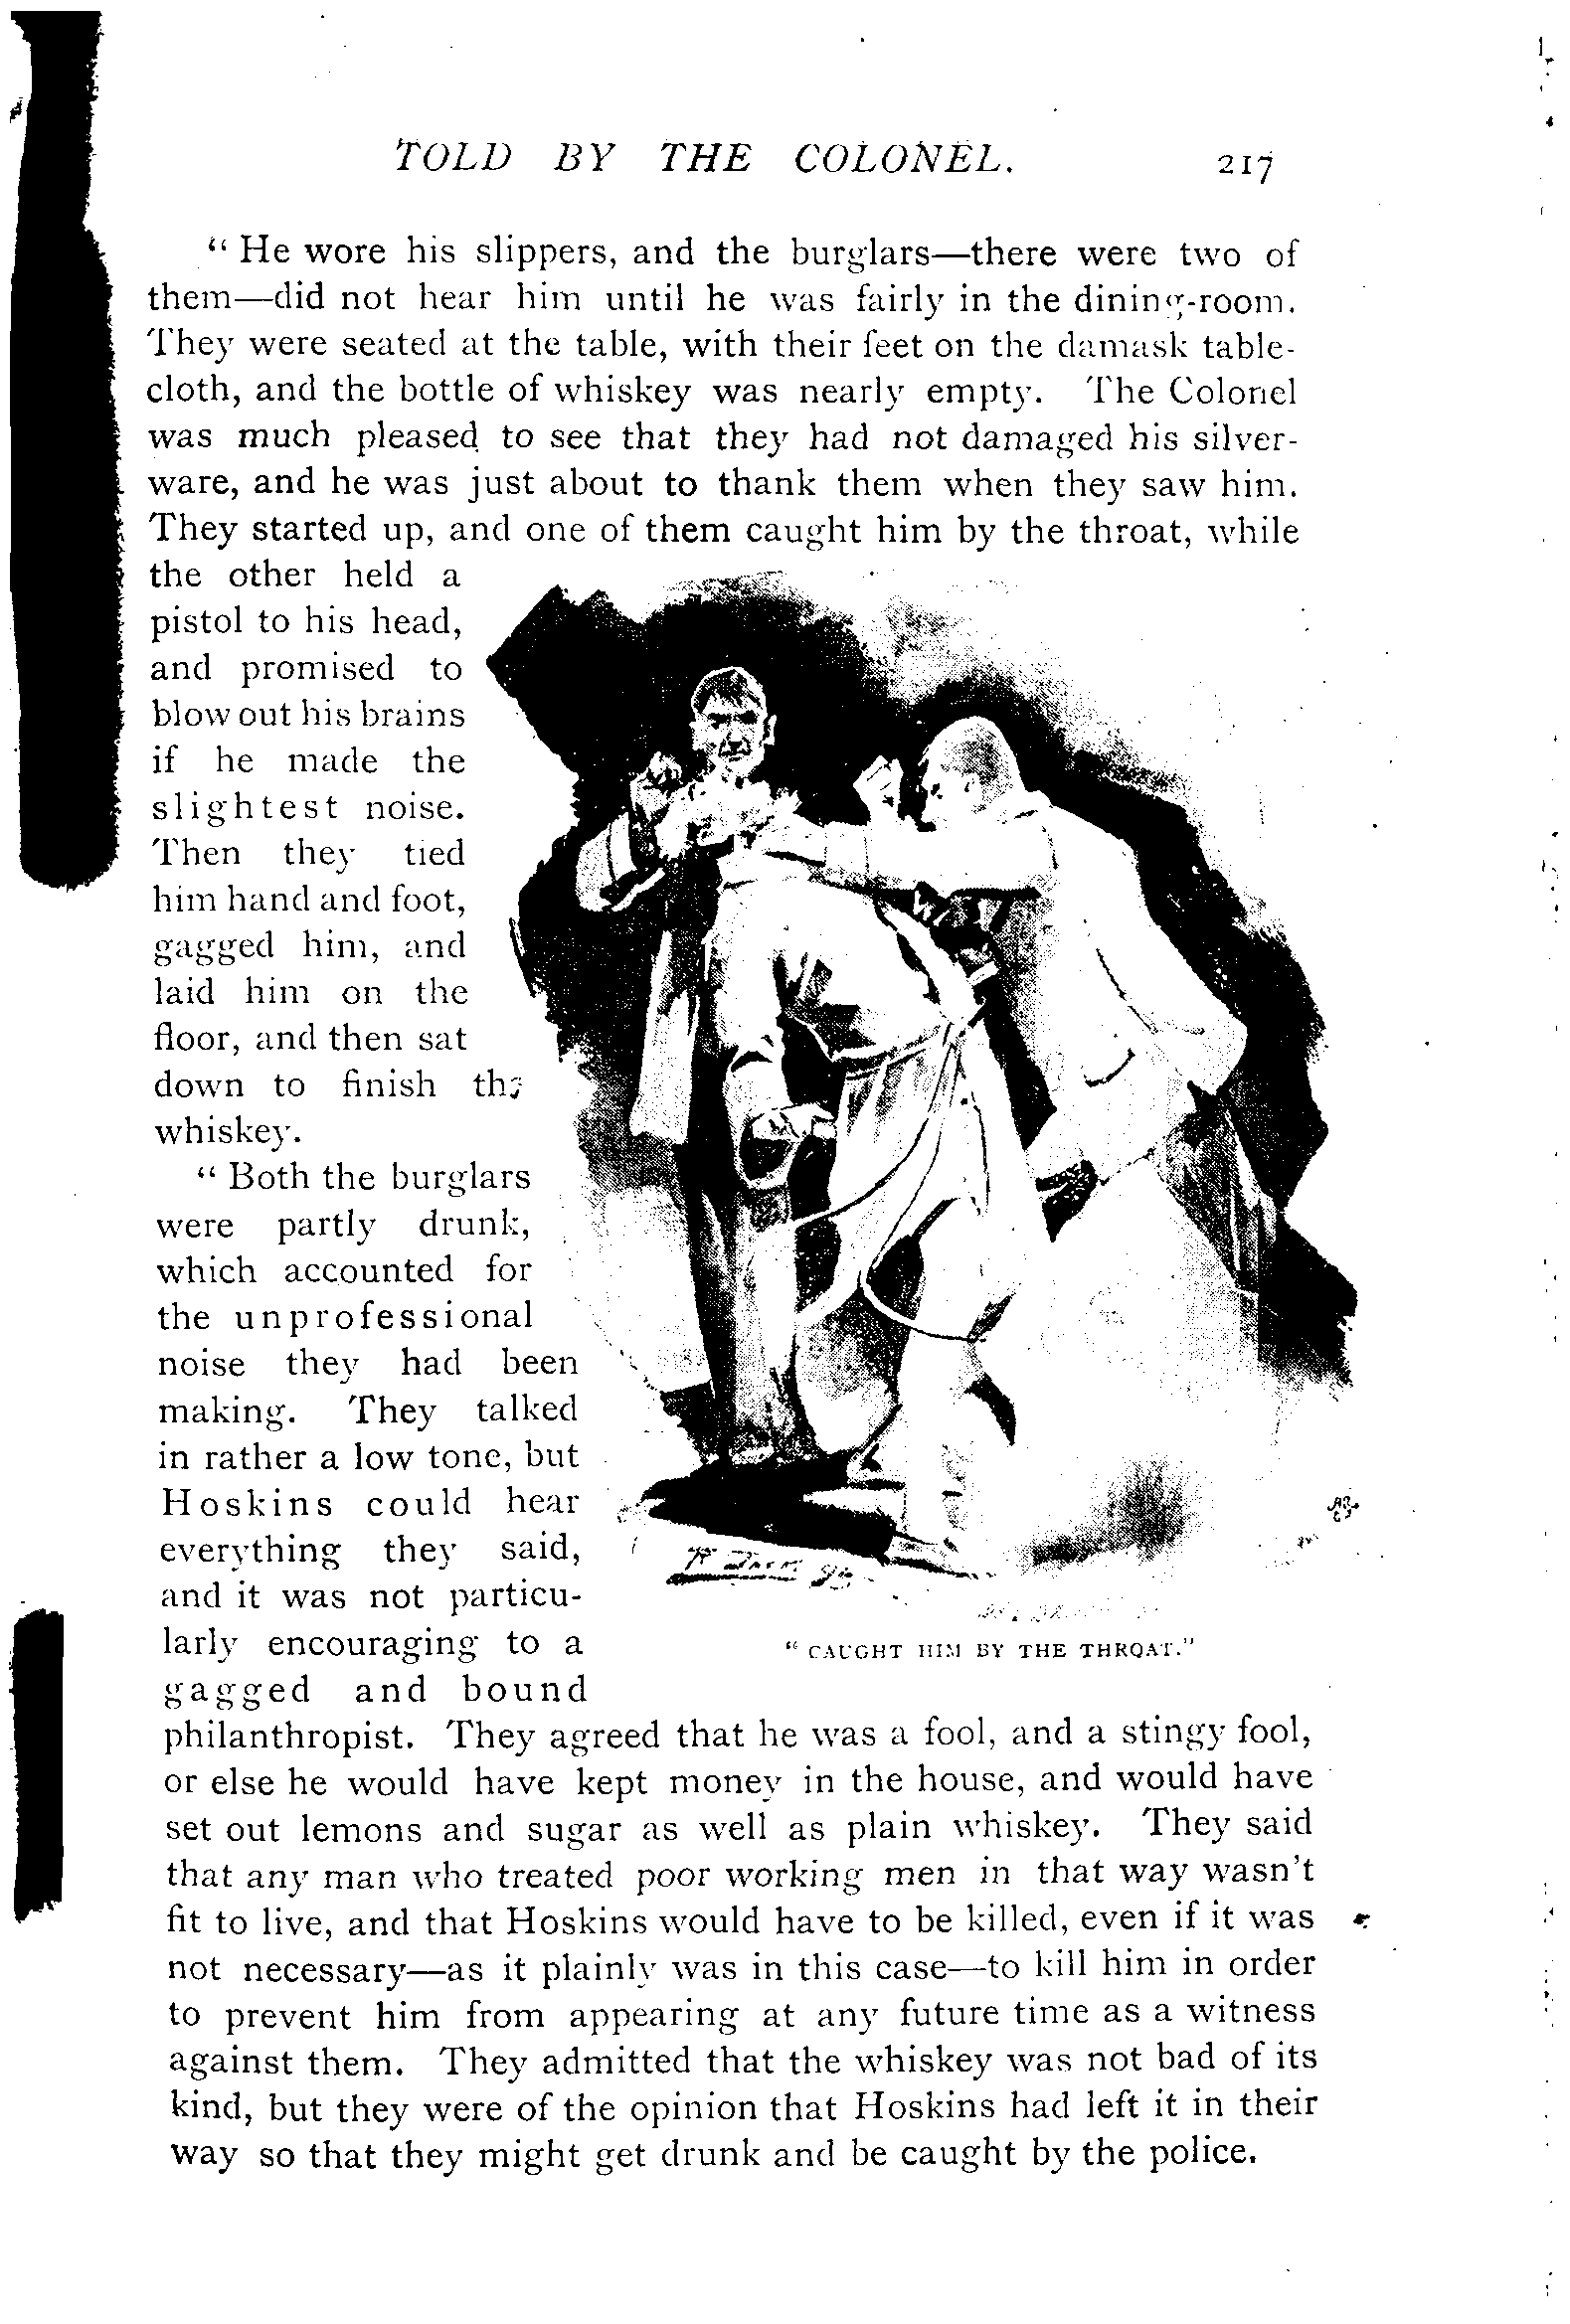 TOLD BY THE COLONEL. 217
“ He wore his slippers, and the burglars—there were two of
them—did not hear him until he was fairly in the dining-room.
They were seated at the table, with their feet on the damask table-
cloth, and the bottle of whiskey was nearly empty. The Colonel
was much pleased to see that they had not damaged his silver-
ware, and he was just about to thank them when they saw him.
They started up, and one of them caught him by the throat, while
the other held a
pistol to his head,
and promised to
blow out his brains
if he made the
slightest noise.
Then they tied
him hand and foot,
gagged him, and
laid him on the
floor, and then sat
down to finish the
whiskey.
“ Both the burglars
were partly drunk,
which accounted for
the unprofessional
noise they had been
making. They talked
in rather a low tone, but
Hoskins could hear
everything they said,
and it was not particu-
larly encouraging to a
gagged and bound
“ CAUGHT HIM BY THE THROAT.”
philanthropist. They agreed that he was a fool, and a stingy fool,
or else he would have kept money in the house, and would have
set out lemons and sugar as well as plain whiskey. They said
that any man who treated poor working men in that way wasn't
fit to live, and that Hoskins would have to be killed, even if it was
not necessary—as it plainly was in this case—to kill him in order
to prevent him from appearing at any future time as a witness
against them. They admitted that the whiskey was not bad of its
kind, but they were of the opinion that Hoskins had left it in their
way so that they might get drunk and be caught by the police.